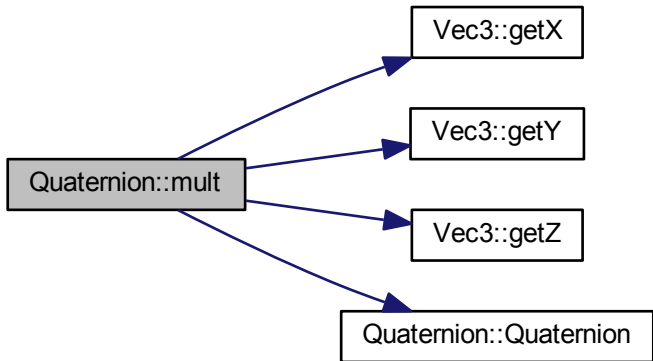 Vec3::getX
Vec3::getY
Quaternion::mult
Vec3::getZ
Quaternion::Quaternion